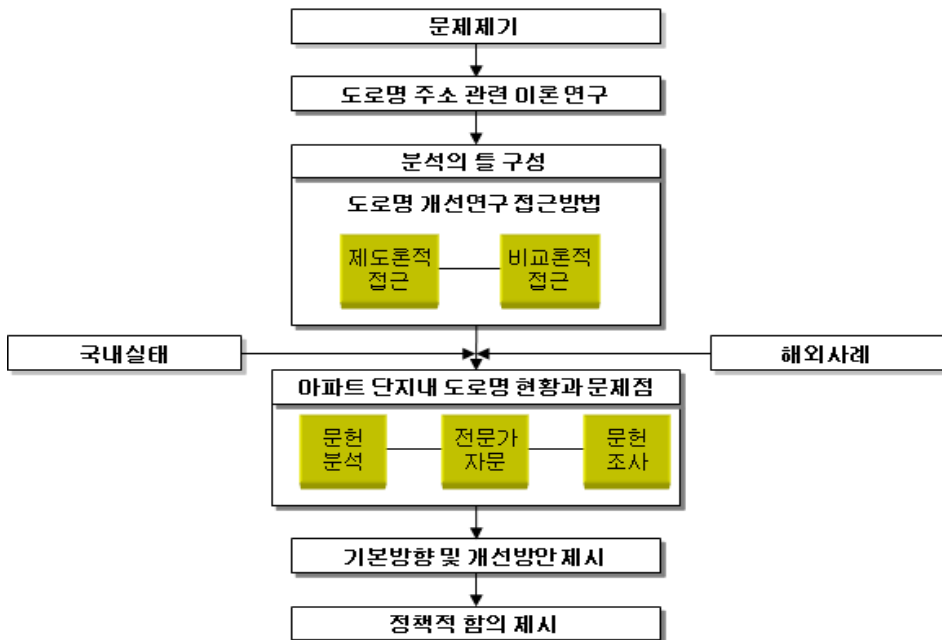 문제제기
도로명 주소 관련 이론 연구
분석의 틀 구성
도로명 개선연구 접근방법
제도론적
접근
비교론적
접근
국내실태
해외사례
아파트 단지내 도로명 현황과 문제점
문헌
분석
전문가
자문
문헌
조사
기본방향 및 개선방안 제시
정책적 함의 제시